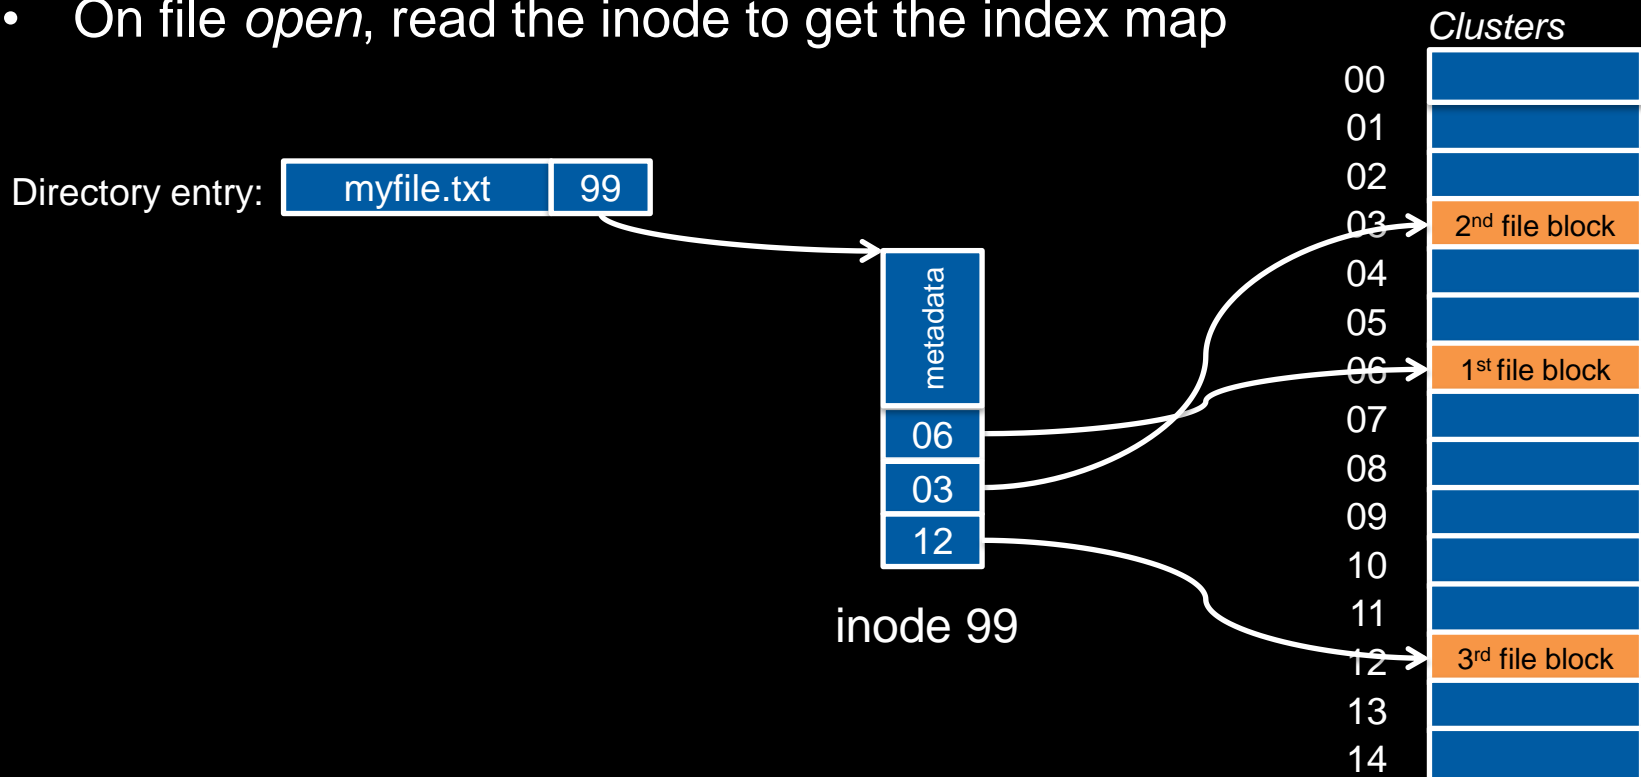 • On file open, read the inode to get the index map
Clusters
Directory entry: myfile.txt 99
metadata
06
03
12
inode 99
00
01
02
03 2nd file block
04
05
06 1st file block
07
08
09
10
11
12 3rd file block
13
14